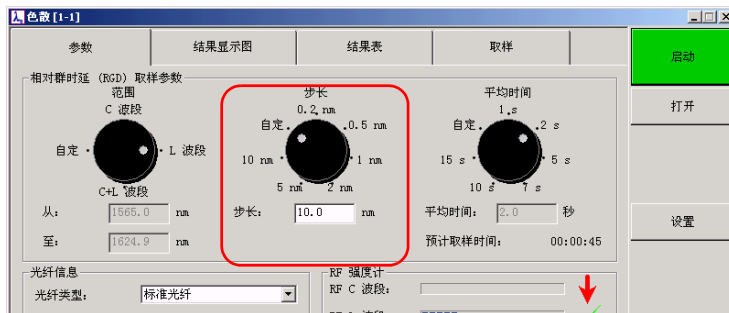 色散 [1-1]
参数
结果显示图
结果表
取样
启动
打开
设置
相对群时延 (RGD) 取样参数
范围
C 波段
自定
L 波段
C+L 波段
从: 1565.0 nm
至: 1624.9 nm
步长
0.2 nm
自定
0.5 nm
10 nm
1 nm
5 nm
2 nm
步长: 10.0 nm
平均时间
1 s
自定
2 s
15 s
5 s
10 s
7 s
平均时间: 2.0 秒
预计取样时间: 00:00:45
光纤信息
光纤类型: 标准光纤
RF 强度计
RF C 波段: